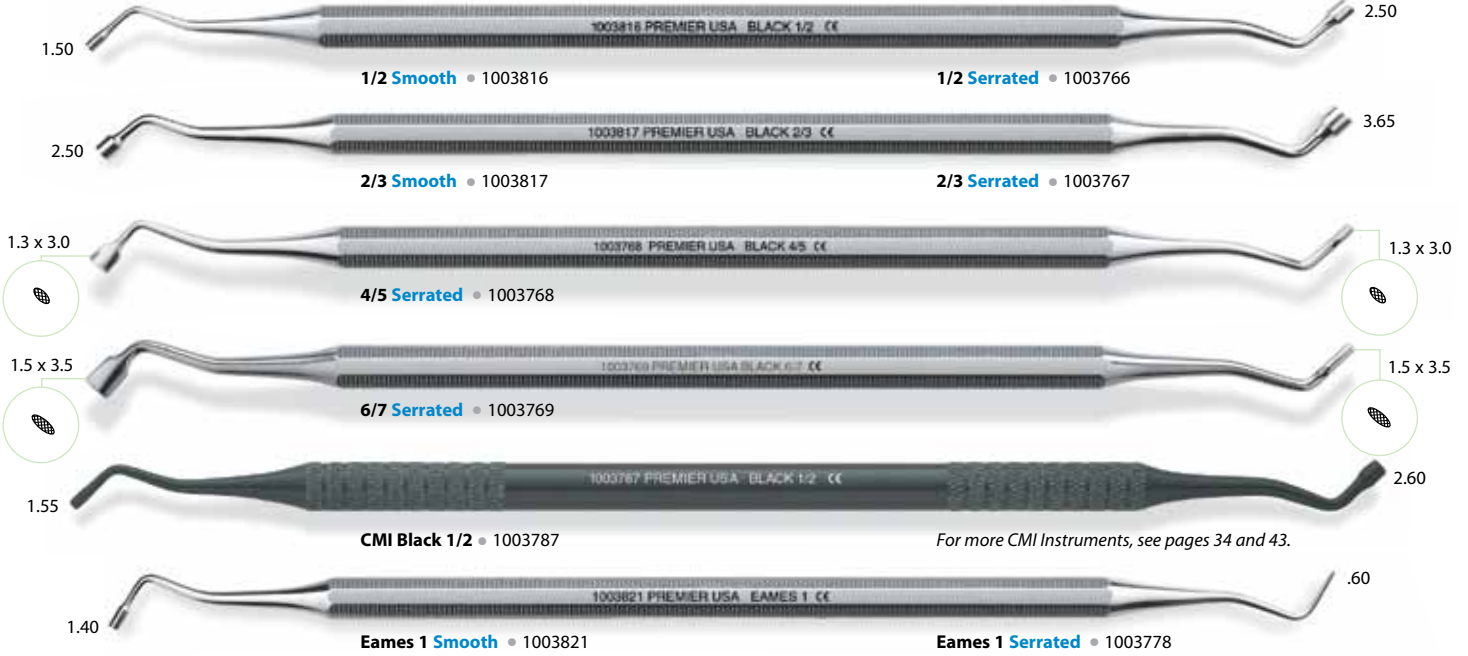 1003816 PREMIER USA BLACK 1/2 CE
1.50
2.50
1/2 Smooth • 1003816
1/2 Serrated • 1003766
1003817 PREMIER USA BLACK 2/3 CE
2.50
3.65
2/3 Smooth • 1003817
2/3 Serrated • 1003767
1.3 x 3.0
1003768 PREMIER USA BLACK 4/5 CE
1.3 x 3.0
4/5 Serrated • 1003768
1.5 x 3.5
1003769 PREMIER USA BLACK 6-7 CE
1.5 x 3.5
6/7 Serrated • 1003769
1003787 PREMIER USA BLACK 1/2 CE
1.55
2.60
CMI Black 1/2 • 1003787
For more CMI Instruments, see pages 34 and 43.
1003821 PREMIER USA EAMES 1 CE
.60
1.40
Eames 1 Smooth • 1003821
Eames 1 Serrated • 1003778